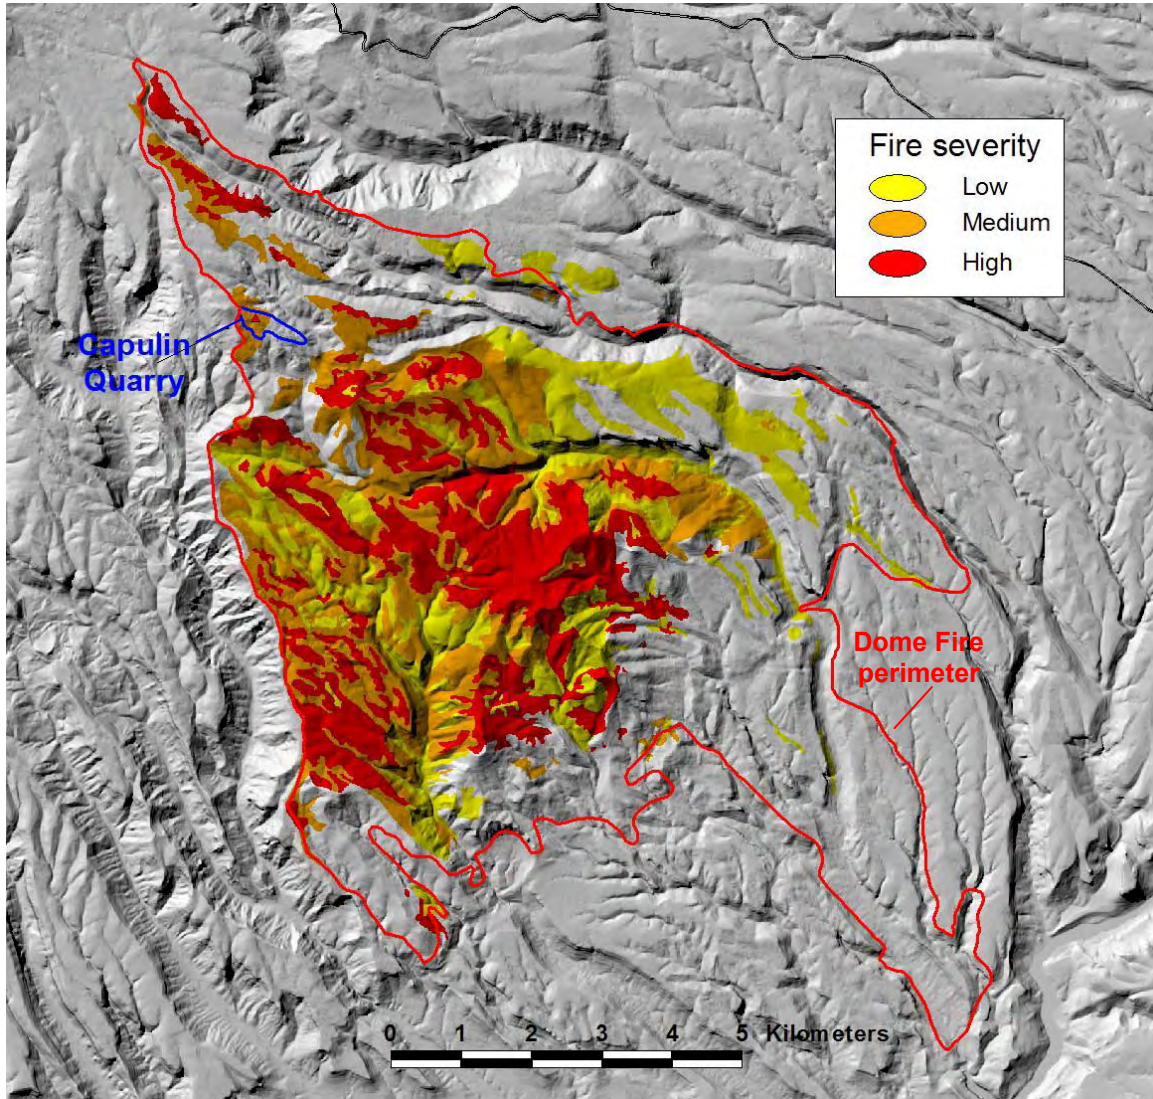 Fire severity
Low
Medium
High
Capulin
Quarry
Dome Fire
perimeter
0 1 2 3 4 5 Kilometers